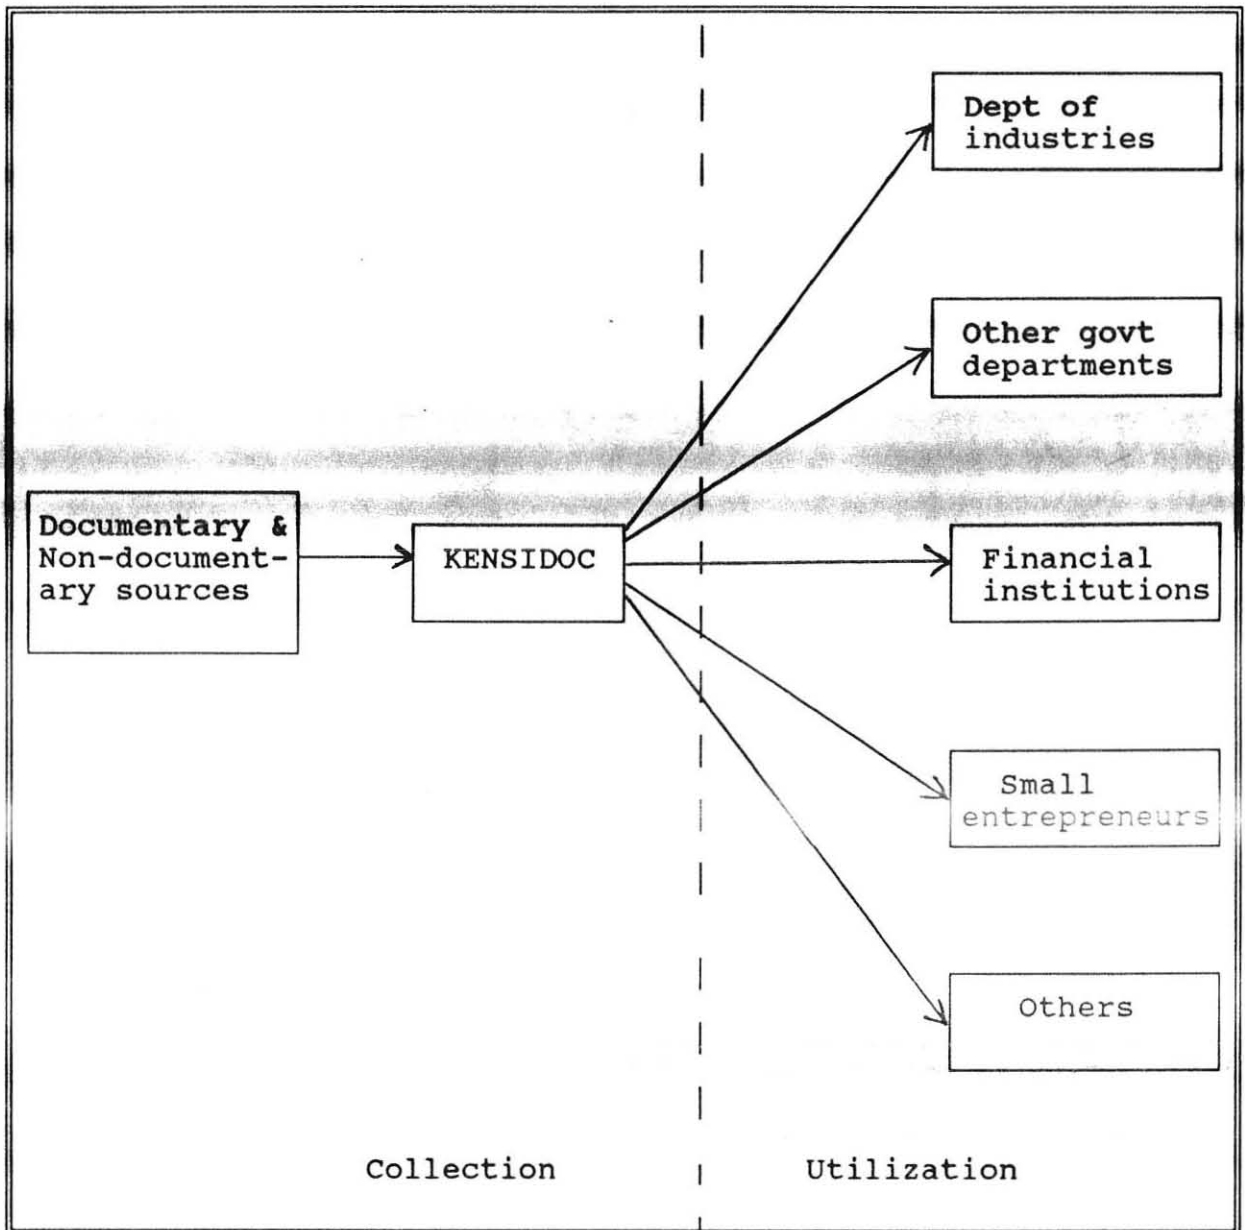 Dept of
industries
Other govt
departments
Documentary &
Non-document-
ary sources
KENSIDOC
Financial
institutions
Small
entrepreneurs
Others
Collection
Utilization